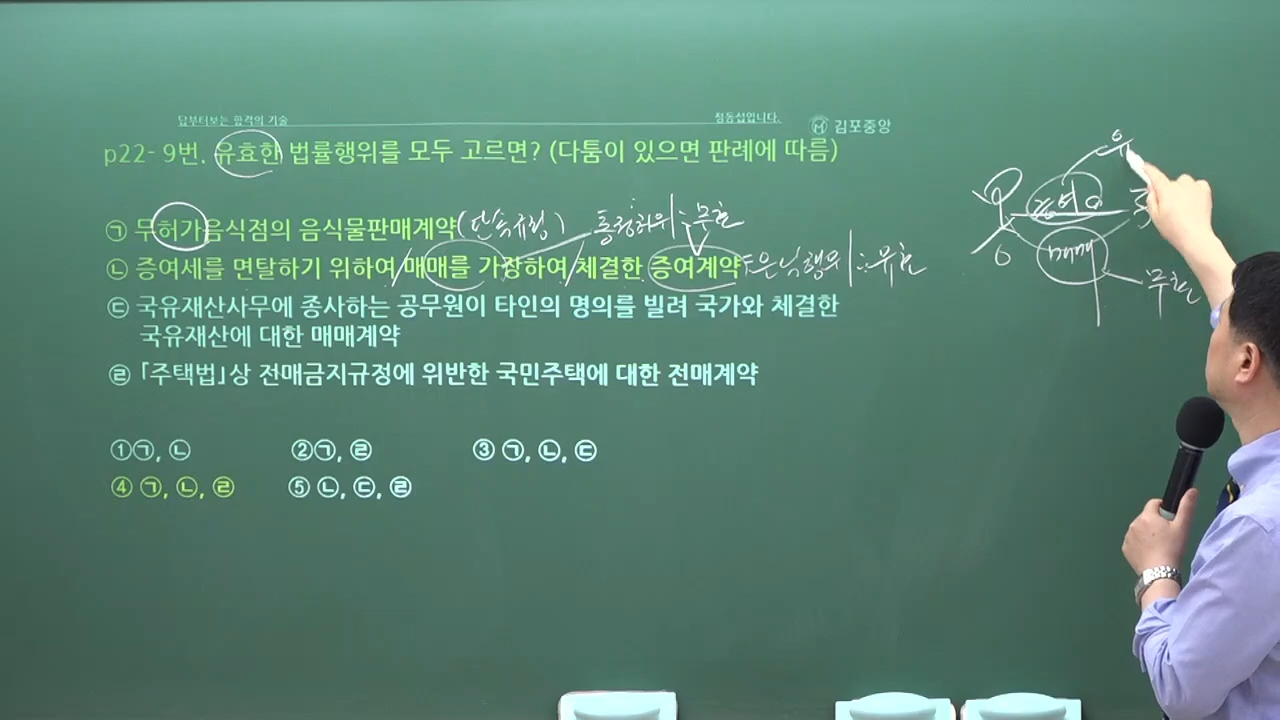 답부터보는 합격의 기술
정동섭입니다.
김포중앙
p22- 9번. 유효한 법률행위를 모두 고르면? (다툼이 있으면 판례에 따름)
㉠ 무허가음식점의 음식물판매계약(단속규정) 통정허위 : 무효
㉡ 증여세를 면탈하기 위하여 매매를 가장하여 체결한 증여계약 은닉행위 : 유효
㉢ 국유재산사무에 종사하는 공무원이 타인의 명의를 빌려 국가와 체결한
국유재산에 대한 매매계약
㉣ 「주택법」상 전매금지규정에 위반한 국민주택에 대한 전매계약
①㉠, ㉡ ②㉠, ㉣ ③ ㉠, ㉡, ㉢
④ ㉠, ㉡, ㉣ ⑤ ㉡, ㉢, ㉣
유
증여
매매
무효